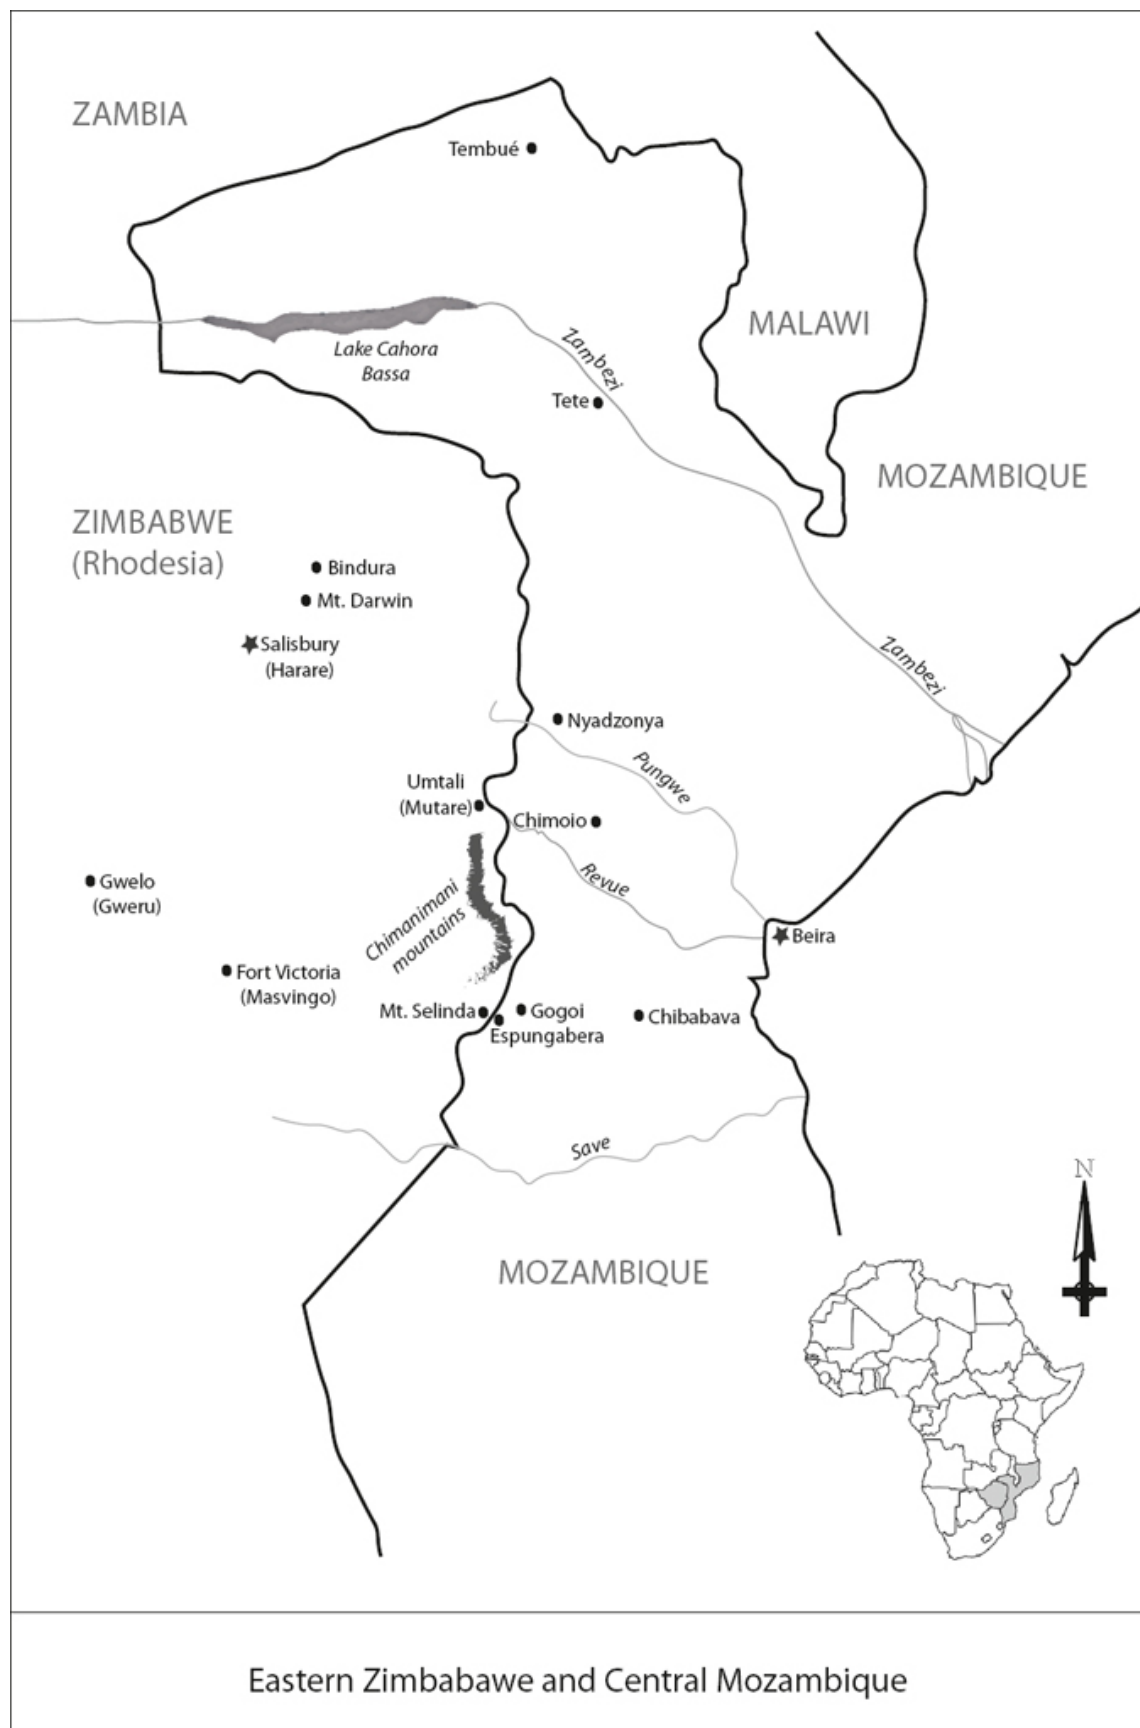 ZAMBIA
Tembué
MALAWI
Lake Cahora
Bassa
Zambezi
Tete
MOZAMBIQUE
ZIMBABWE
(Rhodesia)
Bindura
Mt. Darwin
Salisbury
(Harare)
Zambezi
Nyadzonya
Pungwe
Umtali
(Mutare)
Chimoio
Revue
Gwelo
(Gweru)
Chimanimani
mountains
Beira
Fort Victoria
(Masvingo)
Mt. Selinda
Gogoi
Espungabera
Chibabava
Save
N
MOZAMBIQUE
Eastern Zimbabawe and Central Mozambique